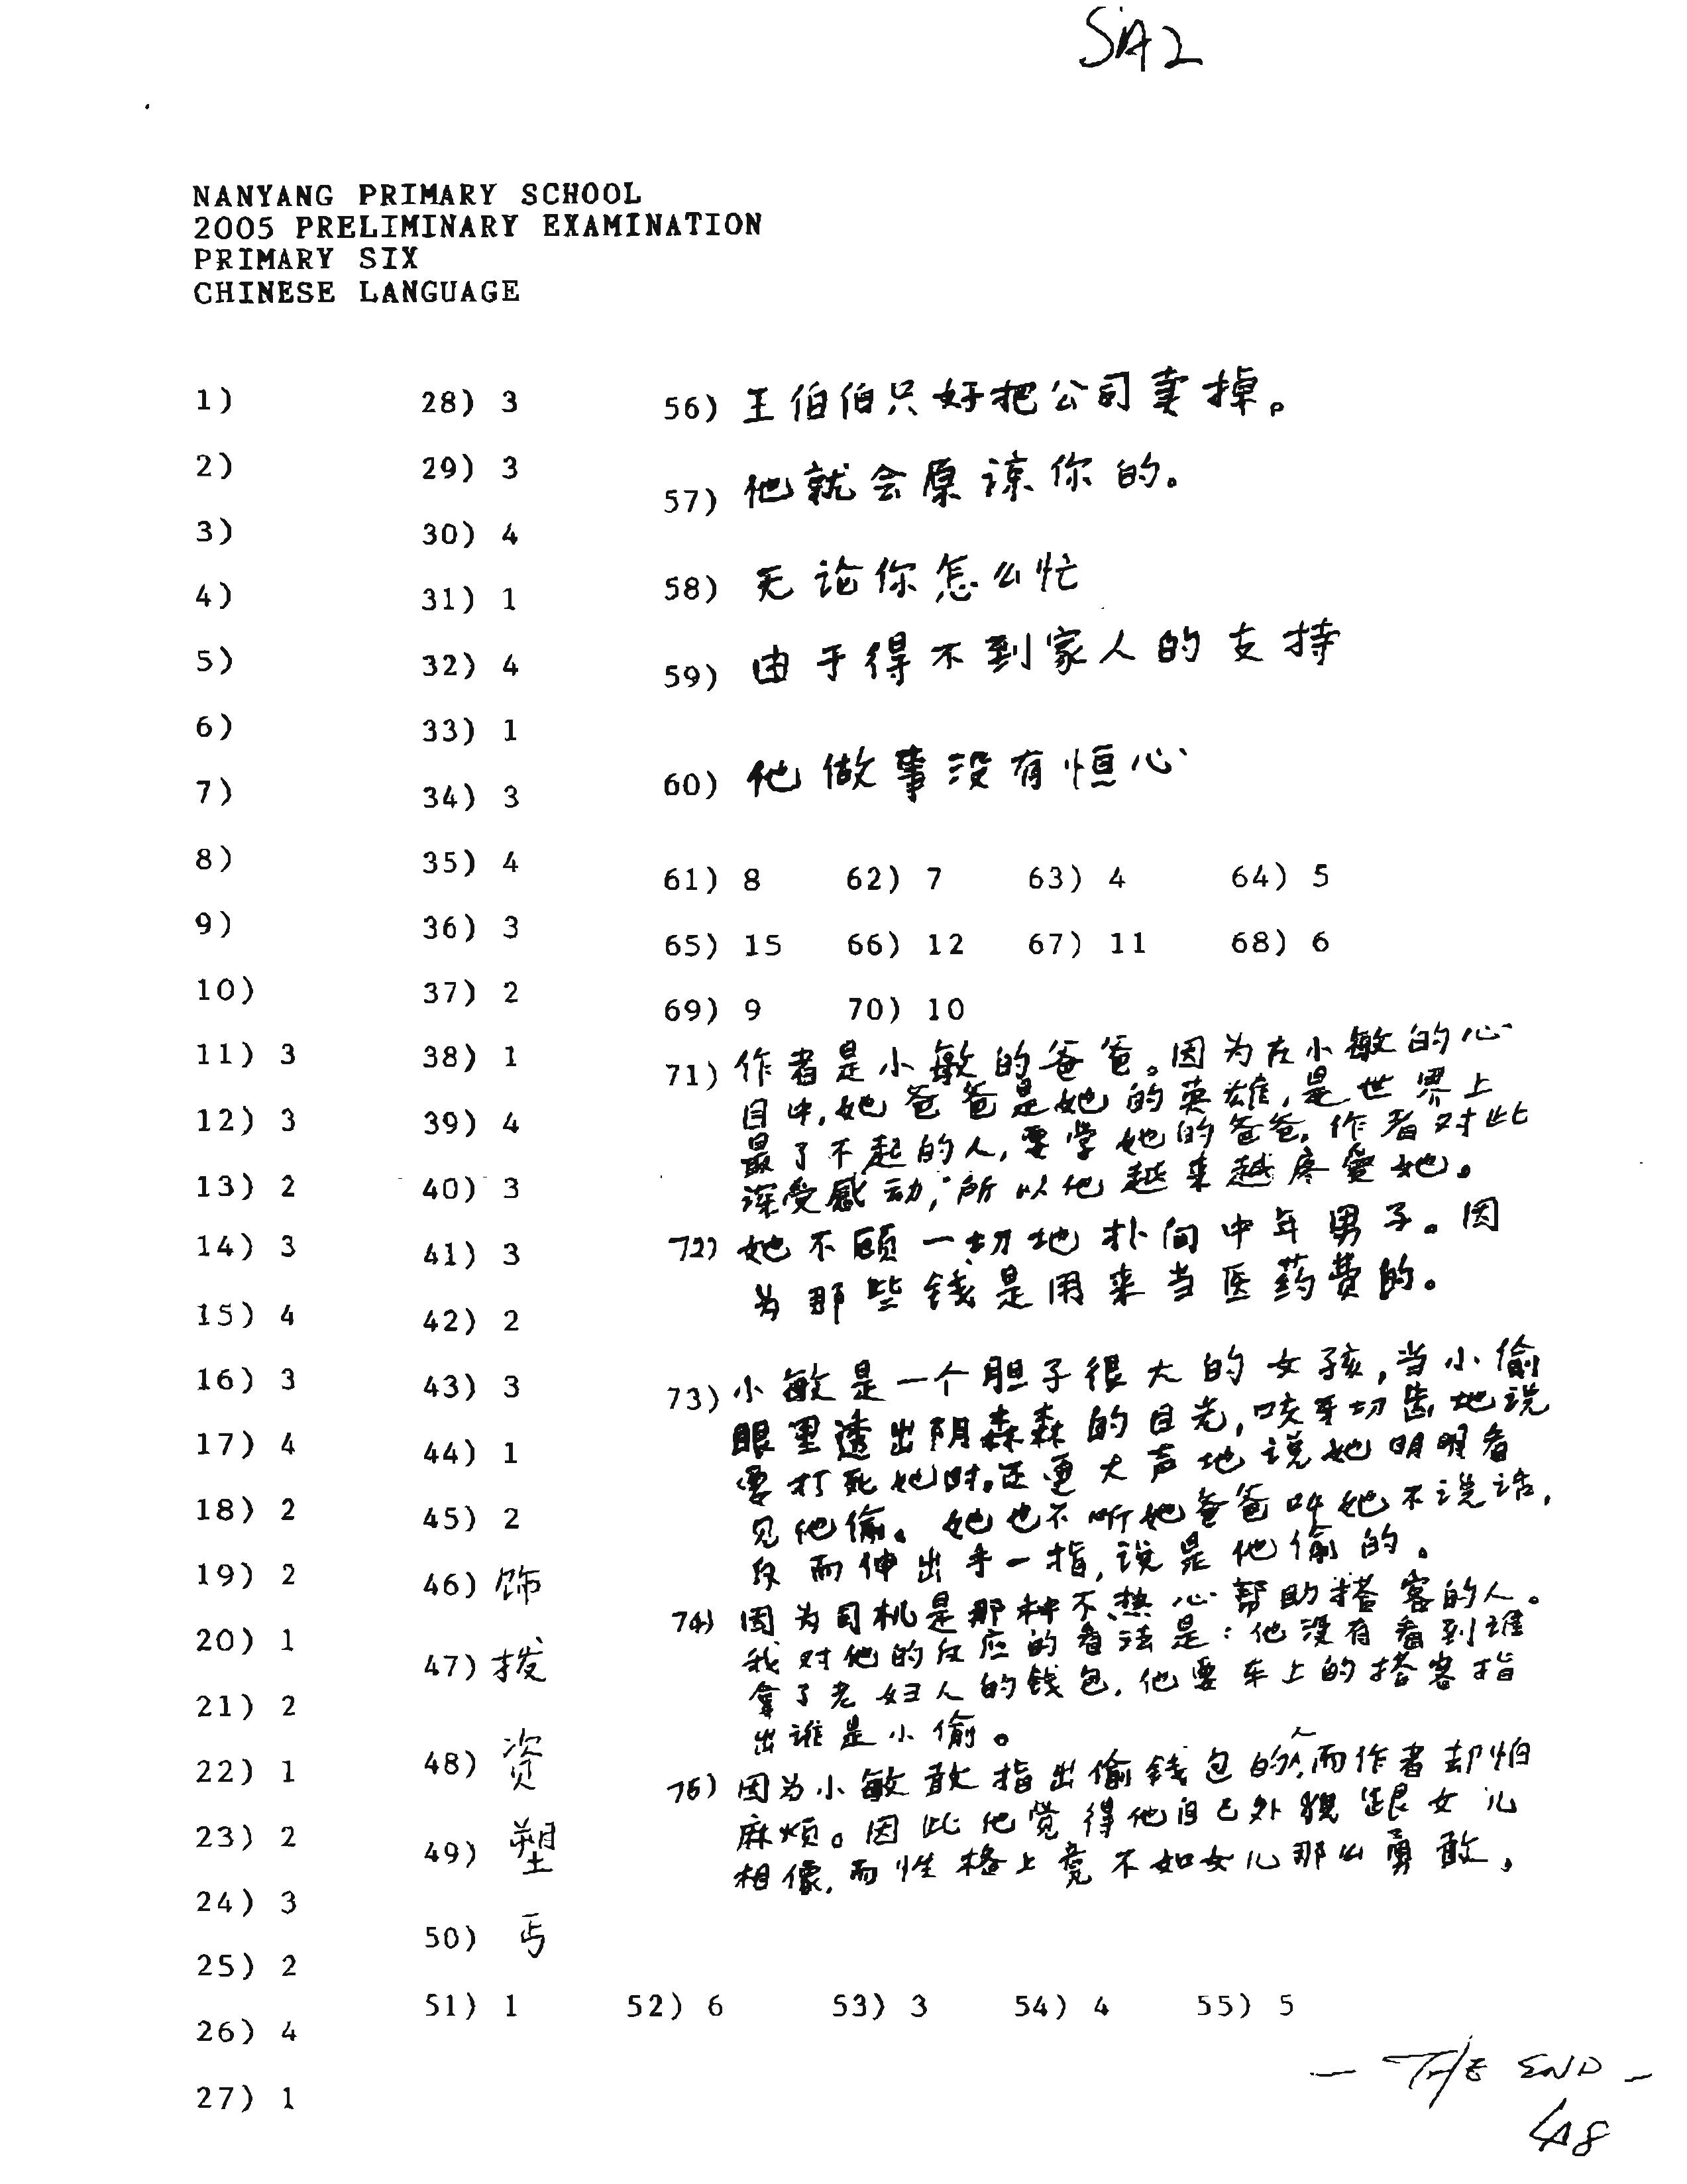 SA2
NANYANG PRIMARY SCHOOL
2005 PRELIMINARY EXAMINATION
PRIMARY SIX
CHINESE LANGUAGE
1)
2)
3)
4)
5)
6)
7)
8)
9)
10)
11) 3
12) 3
13) 2
14) 3
15) 4
16) 3
17) 4
18) 2
19) 2
20) 1
21) 2
22) 1
23) 2
24) 3
25) 2
26) 4
27) 1
28) 3
29) 3
30) 4
31) 1
32) 4
33) 1
34) 3
35) 4
36) 3
37) 2
38) 1
39) 4
40) 3
41) 3
42) 2
43) 3
44) 1
45) 2
46) 饰
47) 拨
48) 资
49) 塑
50) 丐
51) 1 52) 6 53) 3 54) 4 55) 5
56) 王伯伯只好把公司卖掉。
57) 他就会原谅你的。
58) 无论你怎么忙
59) 由于得不到家人的支持
60) 他做事没有恒心
61) 8 62) 7 63) 4 64) 5
65) 15 66) 12 67) 11 68) 6
69) 9 70) 10
71) 作者是小敏的爸爸。因为在小敏的心
目中,她爸爸是她的英雄,是世界上
最了不起的人,要学她的爸爸,作者对此
深受感动,所以他越来越疼爱她。
72) 她不顾一切地扑向中年男子。因
为那些钱是用来当医药费的。
73) 小敏是一个胆子很大的女孩,当小偷
眼里透出阴森森的目光,咬牙切齿地说
要打死她时,还更大声地说她明明看
见他偷。她也不听她爸爸叫她不说话,
反而伸出手一指,说是他偷的。
74) 因为司机是那种不热心帮助搭客的人。
我对他的反应的看法是:他没有看到谁
拿了老妇人的钱包,他要车上的搭客指
出谁是小偷。
75) 因为小敏敢指出偷钱包的人,而作者却怕
麻烦。因此他觉得他自己外貌跟女儿
相像,而性格上竟不如女儿那么勇敢,
- THE END -